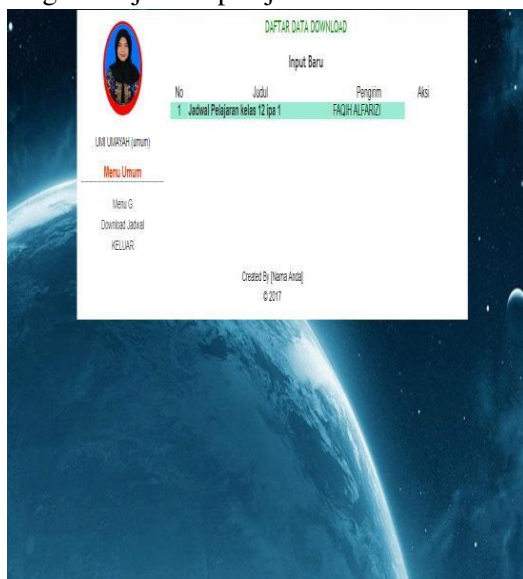 DAFTAR DATA DOWNLOAD
Input Baru
No Judul Pengirim Aksi
1 Jadwal Pelajaran kelas 12 ipa 1 FAQIH ALFARIZI
UMI UMAYAH (umum)
Menu Umum
Menu G
Download Jadwal
KELUAR
Created By [Nama Anda]
© 2017